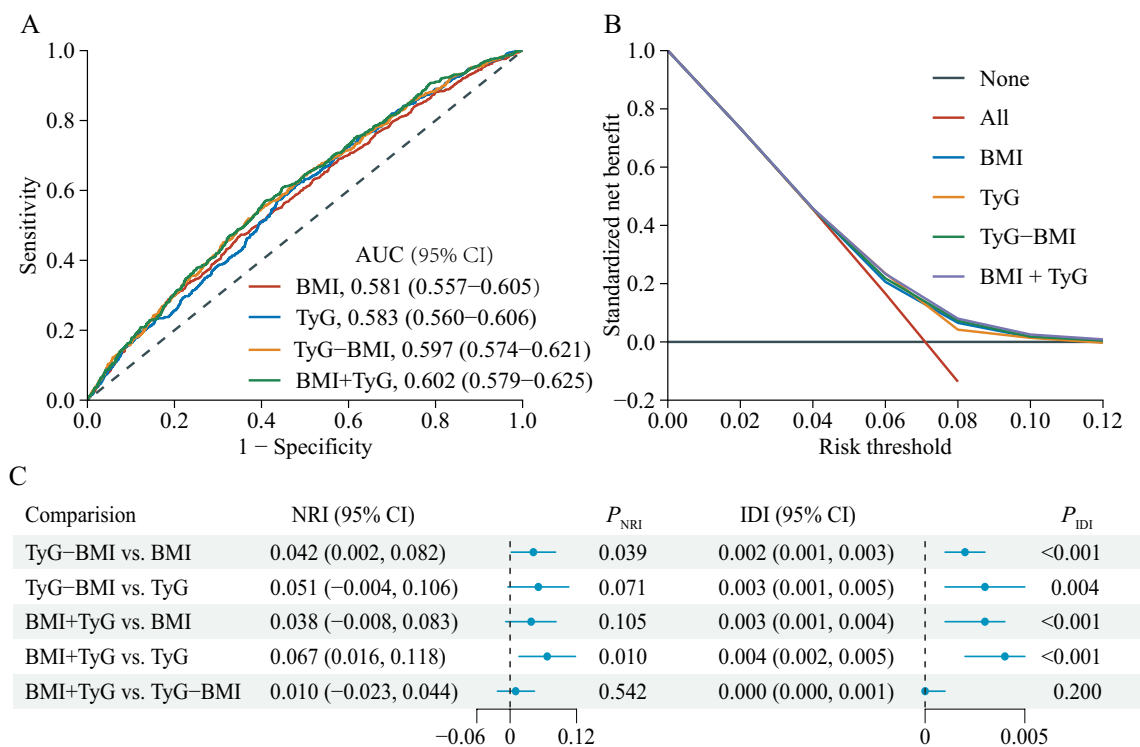 A
1.0
0.8
0.6
0.4
0.2
0.0
Sensitivity
0.0 0.2 0.4 0.6 0.8 1.0
1 − Specificity
AUC (95% CI)
BMI, 0.581 (0.557−0.605)
TyG, 0.583 (0.560−0.606)
TyG−BMI, 0.597 (0.574−0.621)
BMI+TyG, 0.602 (0.579−0.625)
B
1.0
0.8
0.6
0.4
0.2
0.0
−0.2
Standardized net benefit
0.00 0.02 0.04 0.06 0.08 0.10 0.12
Risk threshold
None
All
BMI
TyG
TyG−BMI
BMI + TyG
C
Comparision NRI (95% CI) PNRI IDI (95% CI) PIDI
TyG−BMI vs. BMI 0.042 (0.002, 0.082) 0.039 0.002 (0.001, 0.003) <0.001
TyG−BMI vs. TyG 0.051 (−0.004, 0.106) 0.071 0.003 (0.001, 0.005) 0.004
BMI+TyG vs. BMI 0.038 (−0.008, 0.083) 0.105 0.003 (0.001, 0.004) <0.001
BMI+TyG vs. TyG 0.067 (0.016, 0.118) 0.010 0.004 (0.002, 0.005) <0.001
BMI+TyG vs. TyG−BMI 0.010 (−0.023, 0.044) 0.542 0.000 (0.000, 0.001) 0.200
−0.06 0 0.12 0 0.005